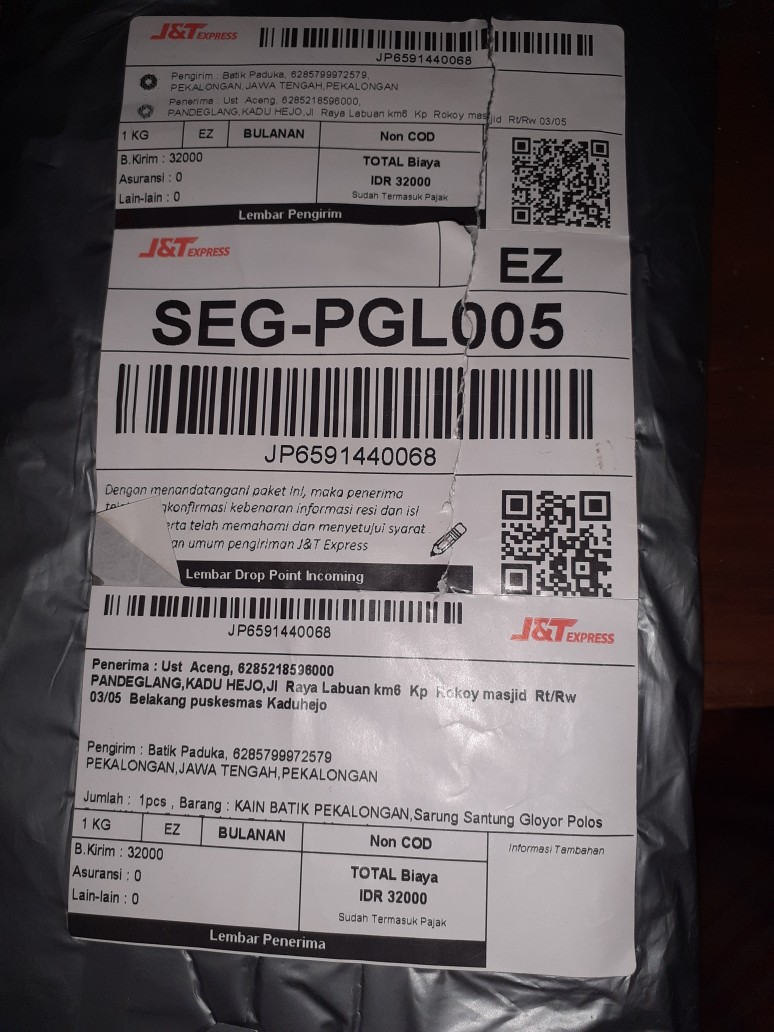 J&T EXPRESS
JP6591440068
Pengirim : Batik Paduka, 6285799972579,
PEKALONGAN,JAWA TENGAH,PEKALONGAN
Penerima : Ust Aceng, 6285218596000,
PANDEGLANG,KADU HEJO,Jl Raya Labuan km6 Kp Rokoy masjid Rt/Rw 03/05
1 KG EZ BULANAN Non COD
B.Kirim : 32000
Asuransi : 0
Lain-lain : 0
TOTAL Biaya
IDR 32000
Sudah Termasuk Pajak
Lembar Pengirim
J&T EXPRESS
EZ
SEG-PGL005
JP6591440068
Dengan menandatangani paket ini, maka penerima
konfirmasi kebenaran informasi resi dan isi
erta telah memahami dan menyetujui syarat
an umum pengiriman J&T Express
Lembar Drop Point Incoming
JP6591440068
J&T EXPRESS
Penerima : Ust Aceng, 6285218596000
PANDEGLANG,KADU HEJO,Jl Raya Labuan km6 Kp Rokoy masjid Rt/Rw
03/05 Belakang puskesmas Kaduhejo
Pengirim : Batik Paduka, 6285799972579
PEKALONGAN,JAWA TENGAH,PEKALONGAN
Jumlah : 1pcs , Barang : KAIN BATIK PEKALONGAN,Sarung Santung Gloyor Polos
1 KG EZ BULANAN Non COD
Informasi Tambahan
B.Kirim : 32000
Asuransi : 0
Lain-lain : 0
TOTAL Biaya
IDR 32000
Sudah Termasuk Pajak
Lembar Penerima